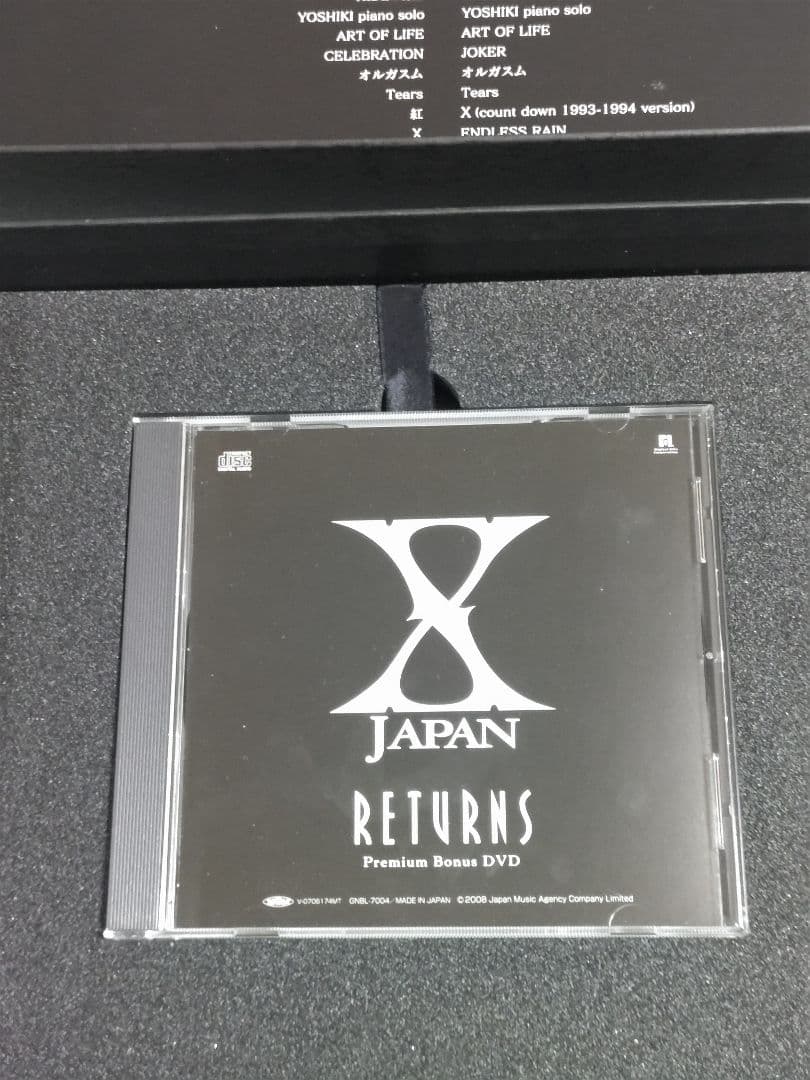 YOSHIKI piano solo
ART OF LIFE
CELEBRATION
オルガスム
Tears
紅
X
YOSHIKI piano solo
ART OF LIFE
JOKER
オルガスム
Tears
X (count down 1993-1994 version)
ENDLESS RAIN
disc
X
JAPAN
RETURNS
Premium Bonus DVD
V-0706174MT GNBL-7004/MADE IN JAPAN ©2008 Japan Music Agency Company Limited